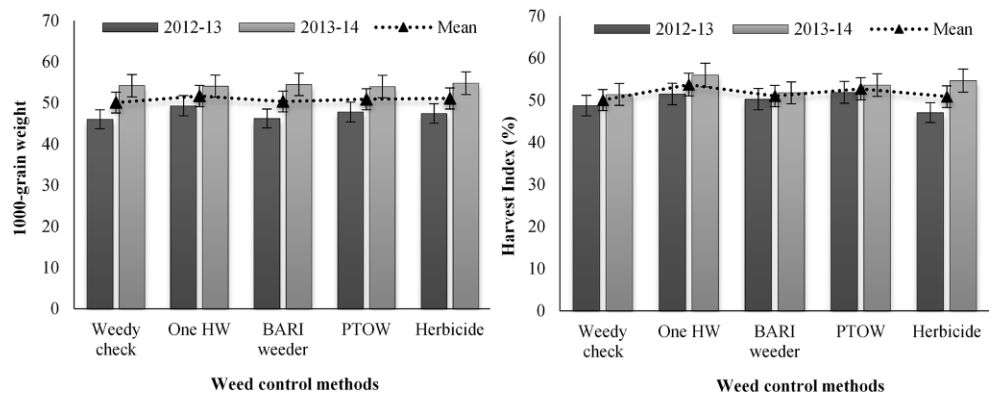 2012-13 2013-14 Mean
70
60
50
40
30
20
10
0
1000-grain weight
Weedy check One HW BARI weeder PTOW Herbicide
Weed control methods
2012-13 2013-14 Mean
70
60
50
40
30
20
10
0
Harvest Index (%)
Weedy check One HW BARI weeder PTOW Herbicide
Weed control methods